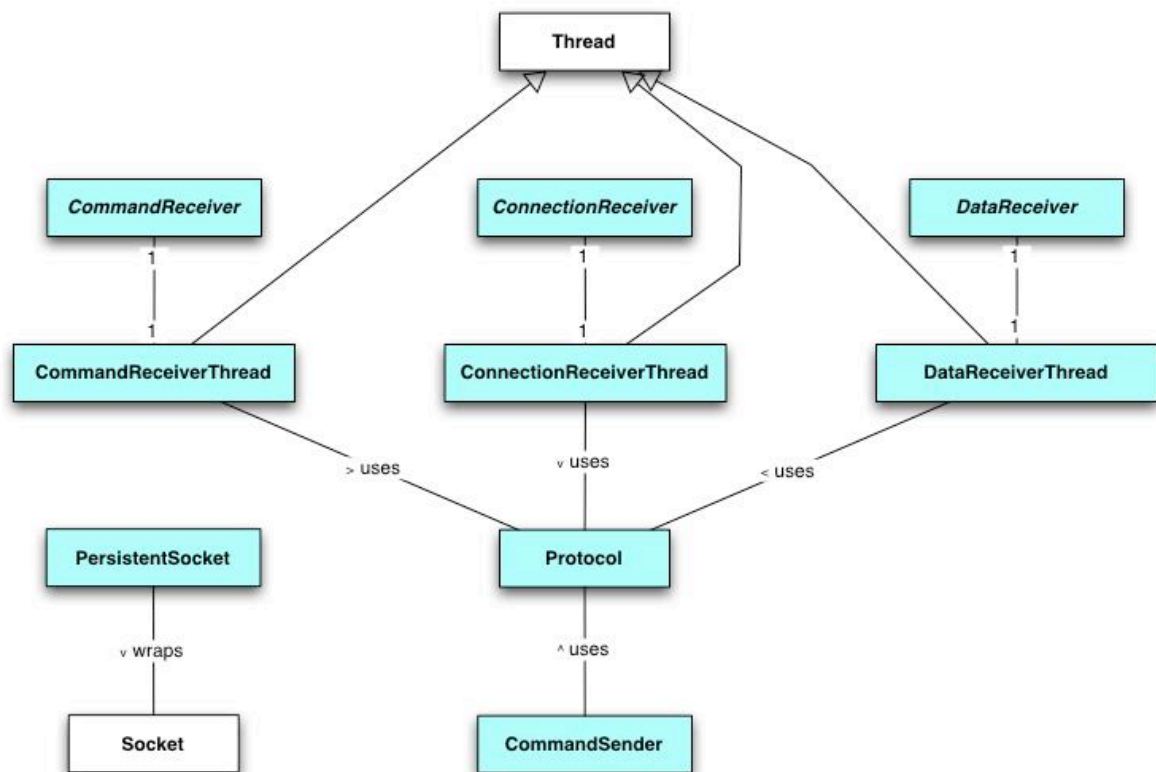 Thread
CommandReceiver
ConnectionReceiver
DataReceiver
1
1
1
1
1
1
CommandReceiverThread
ConnectionReceiverThread
DataReceiverThread
> uses
v uses
< uses
PersistentSocket
Protocol
v wraps
^ uses
Socket
CommandSender